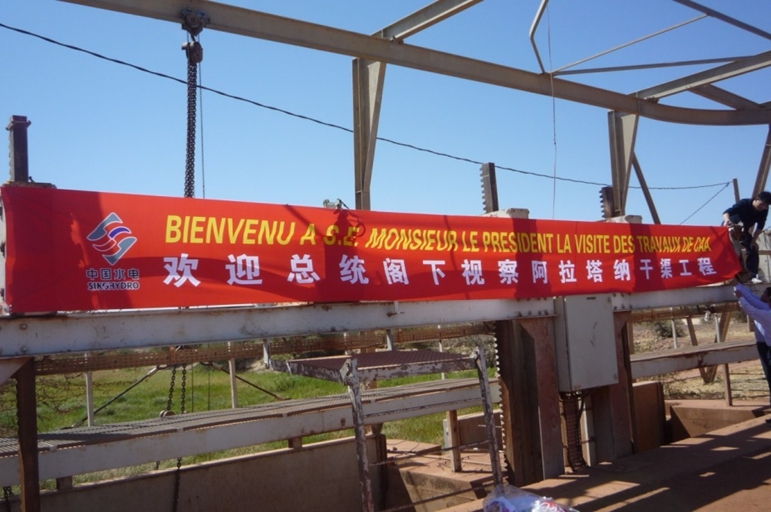 BIENVENU A S.E. MONSIEUR LE PRESIDENT LA VISITE DES TRAVAUX DE CAK
欢迎总统阁下视察阿拉塔纳干渠工程
中国水电
SINOHYDRO